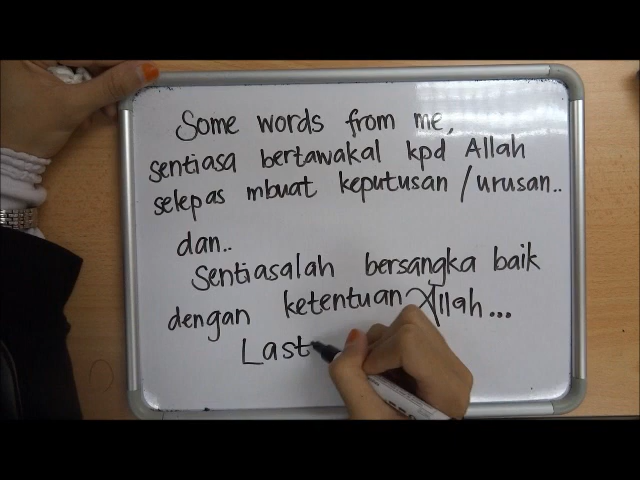 Some words from me,
sentiasa bertawakal kpd Allah
selepas mbuat keputusan / urusan..
dan..
Sentiasalah bersangka baik
dengan ketentuan Allah...
Last